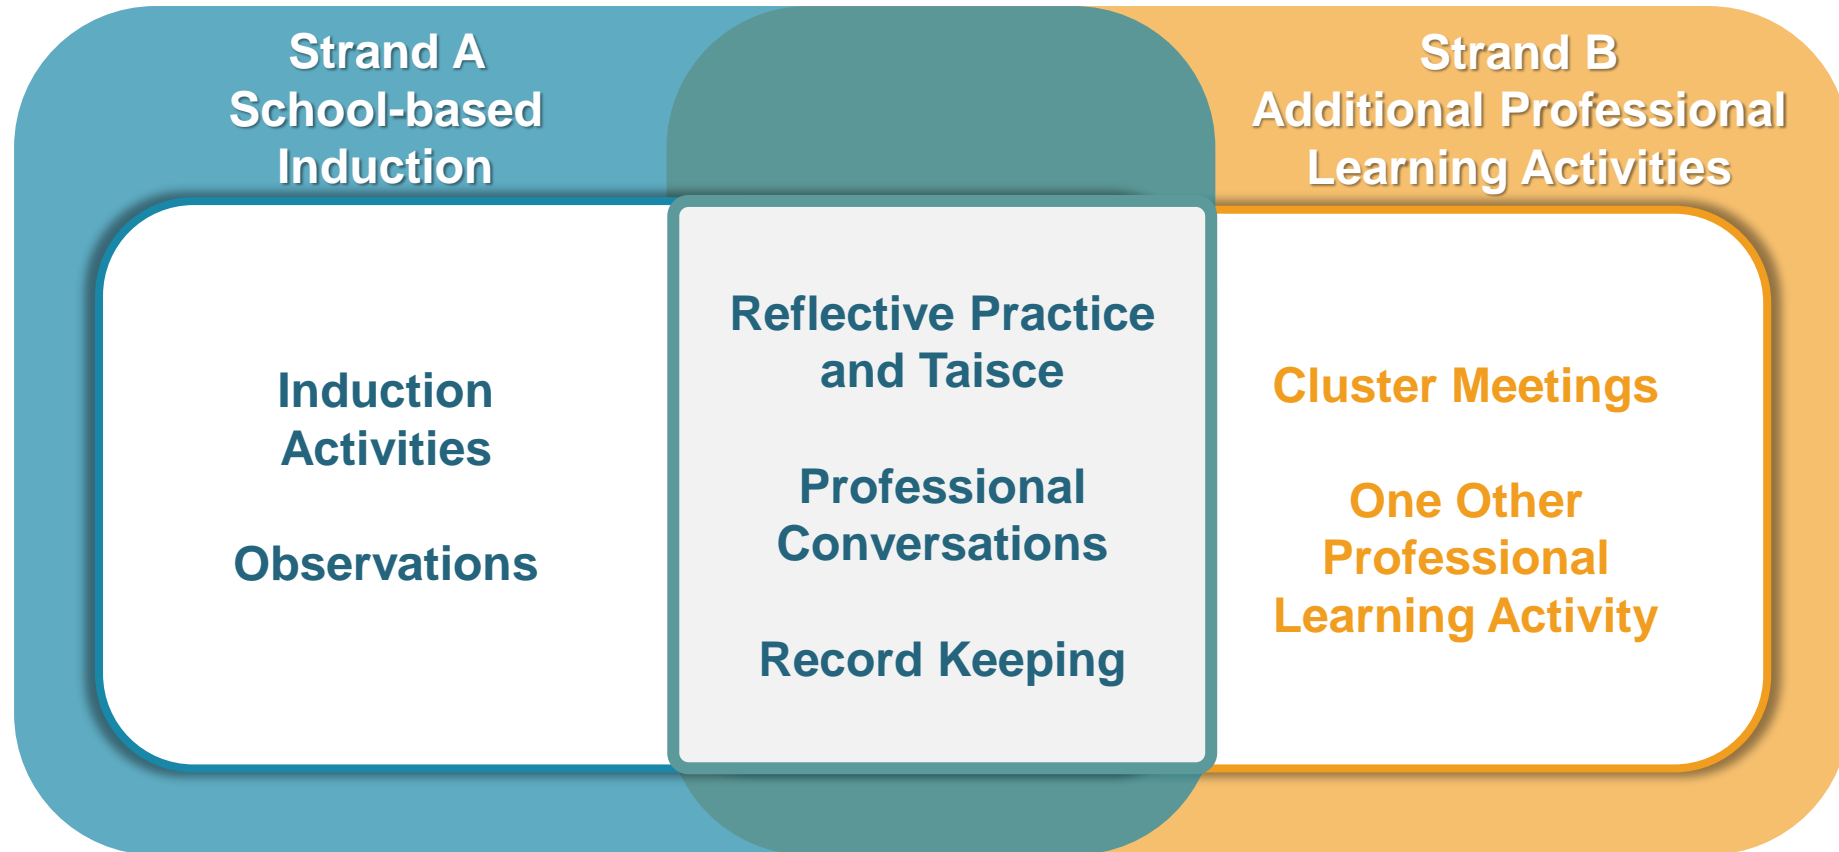 Strand A
School-based
Induction
Induction
Activities
Observations
Reflective Practice
and Taisce
Professional
Conversations
Record Keeping
Strand B
Additional Professional
Learning Activities
Cluster Meetings
One Other
Professional
Learning Activity